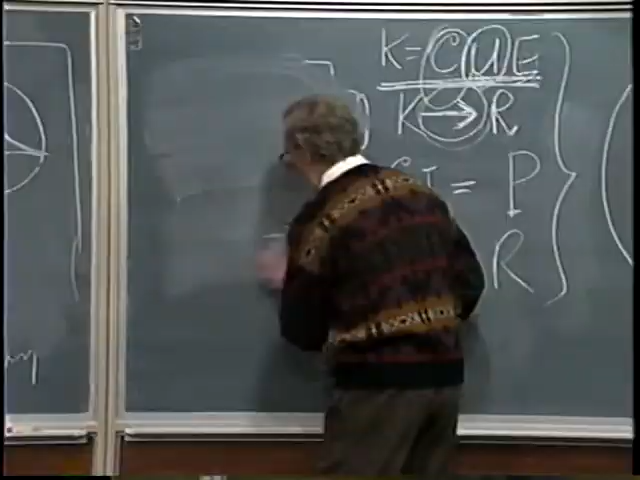 K = CUE
K → R
= P
R